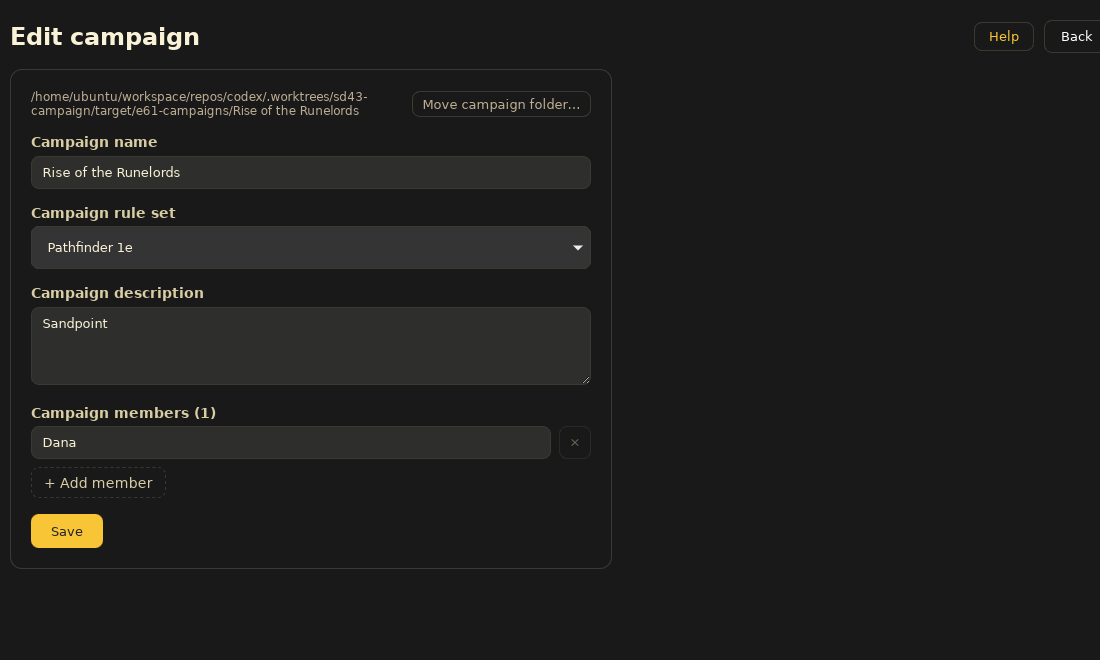 Edit campaign
Help
Back
/home/ubuntu/workspace/repos/codex/.worktrees/sd43-
campaign/target/e61-campaigns/Rise of the Runelords
Move campaign folder...
Campaign name
Rise of the Runelords
Campaign rule set
Pathfinder 1e
Campaign description
Sandpoint
Campaign members (1)
Dana
×
+ Add member
Save